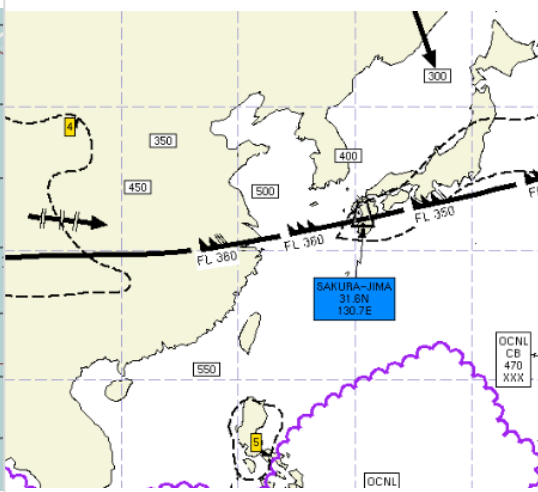 300
4
350
400
450
500
FL 360
FL 360
FL 350
SAKURA-JIMA
31.6N
130.7E
OCNL
CB
470
XXX
550
5
OCNL